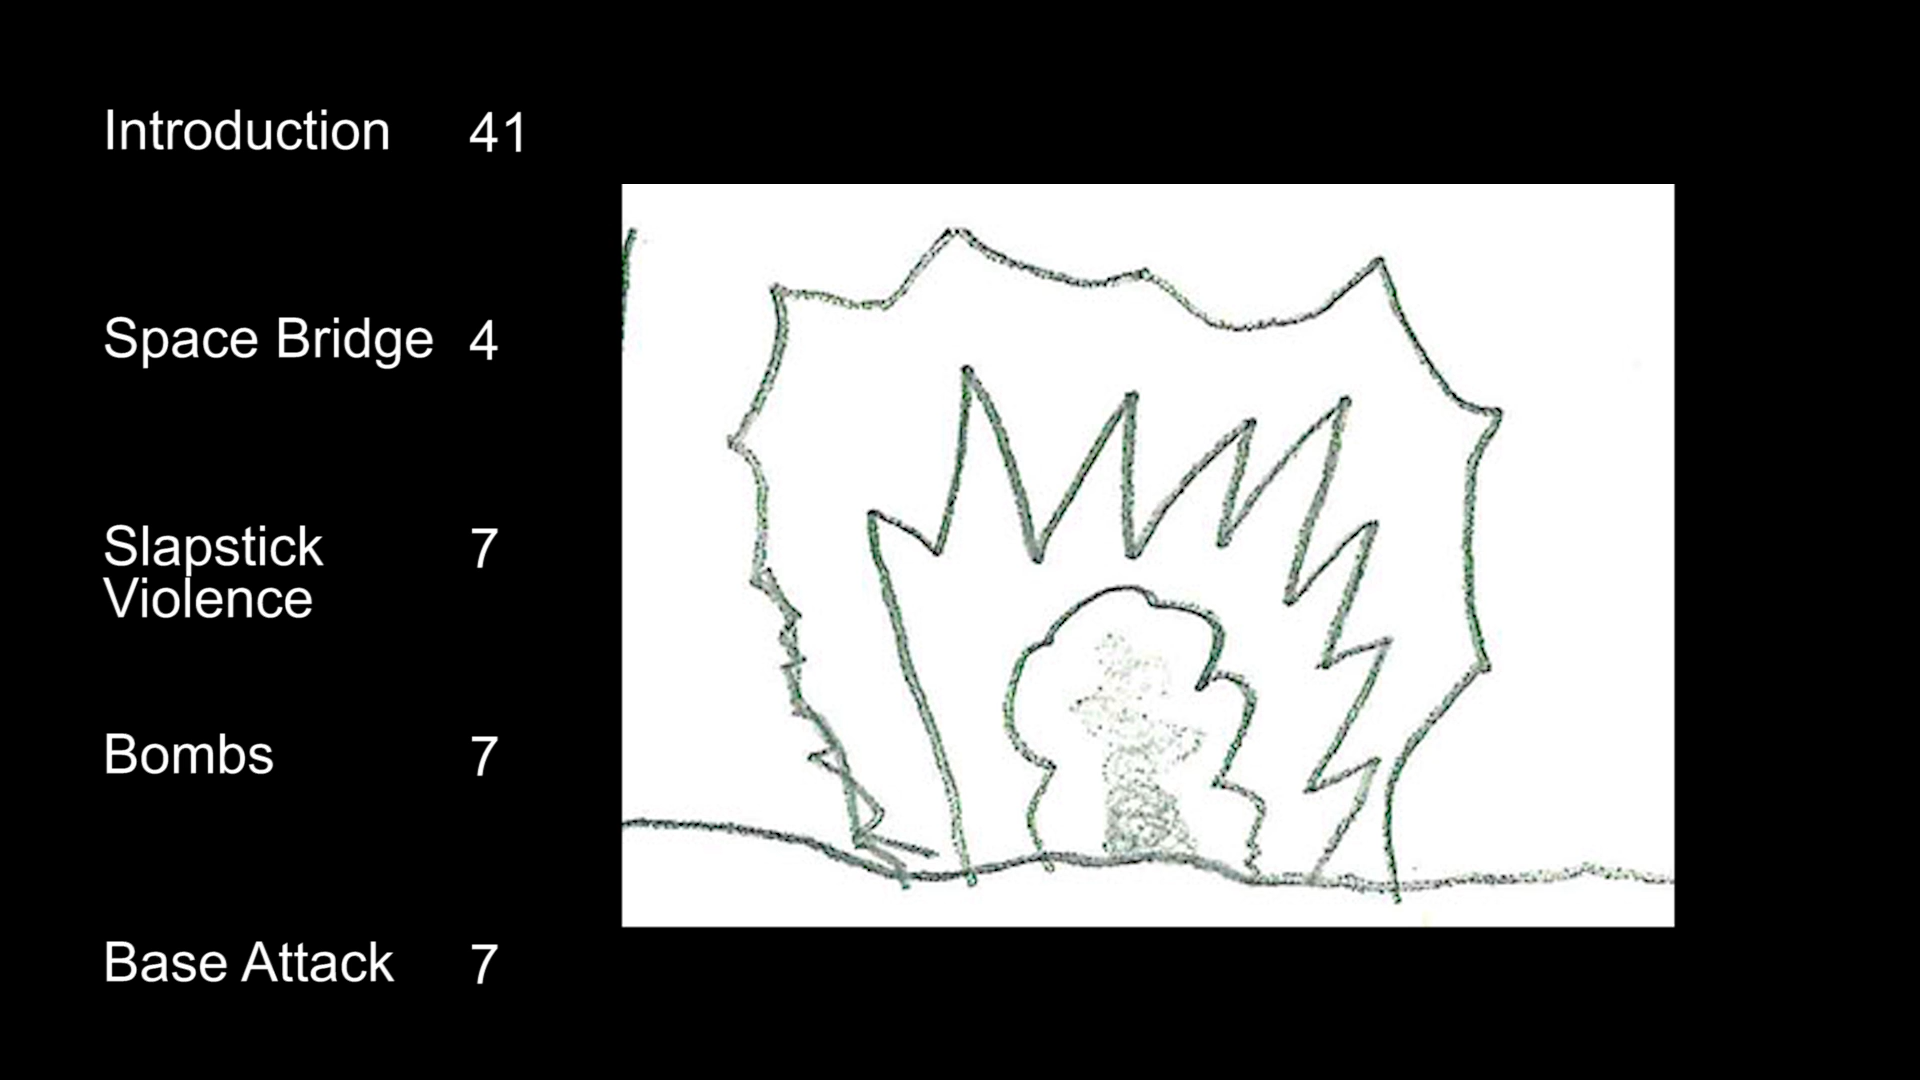 Introduction 41
Space Bridge 4
Slapstick 7
Violence
Bombs 7
Base Attack 7